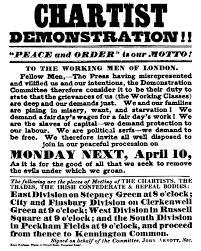 CHARTIST
DEMONSTRATION!!
"PEACE and ORDER" is our MOTTO!
TO THE WORKING MEN OF LONDON.
Fellow Men,—The Press having misrepresented
and vilified us and our intentions, the Demonstration
Committee therefore consider it to be their duty to
state that the grievances of us (the Working Classes)
are deep and our demands just. We and our families
are pining in misery, want, and starvation! We
demand a fair day's wages for a fair day's work! We
are the slaves of capital—we demand protection to
our labour. We are political serfs—we demand to
be free. We therefore invite all well disposed to
join in our peaceful procession on
MONDAY NEXT, April 10,
As it is for the good of all that we seek to remove
the evils under which we groan.
The following are the places of Meeting of THE CHARTISTS, THE
TRADES, THE IRISH CONFEDERATE & REPEAL BODIES:
East Division on Stepney Green at 8 o'clock;
City and Finsbury Division on Clerkenwell
Green at 9 o'clock; West Division in Russell
Square at 9 o'clock; and the South Division
in Peckham Fields at 9 o'clock, and proceed
from thence to Kennington Common.
Signed on behalf of the Committee, JOHN ARNOTT, Sec.